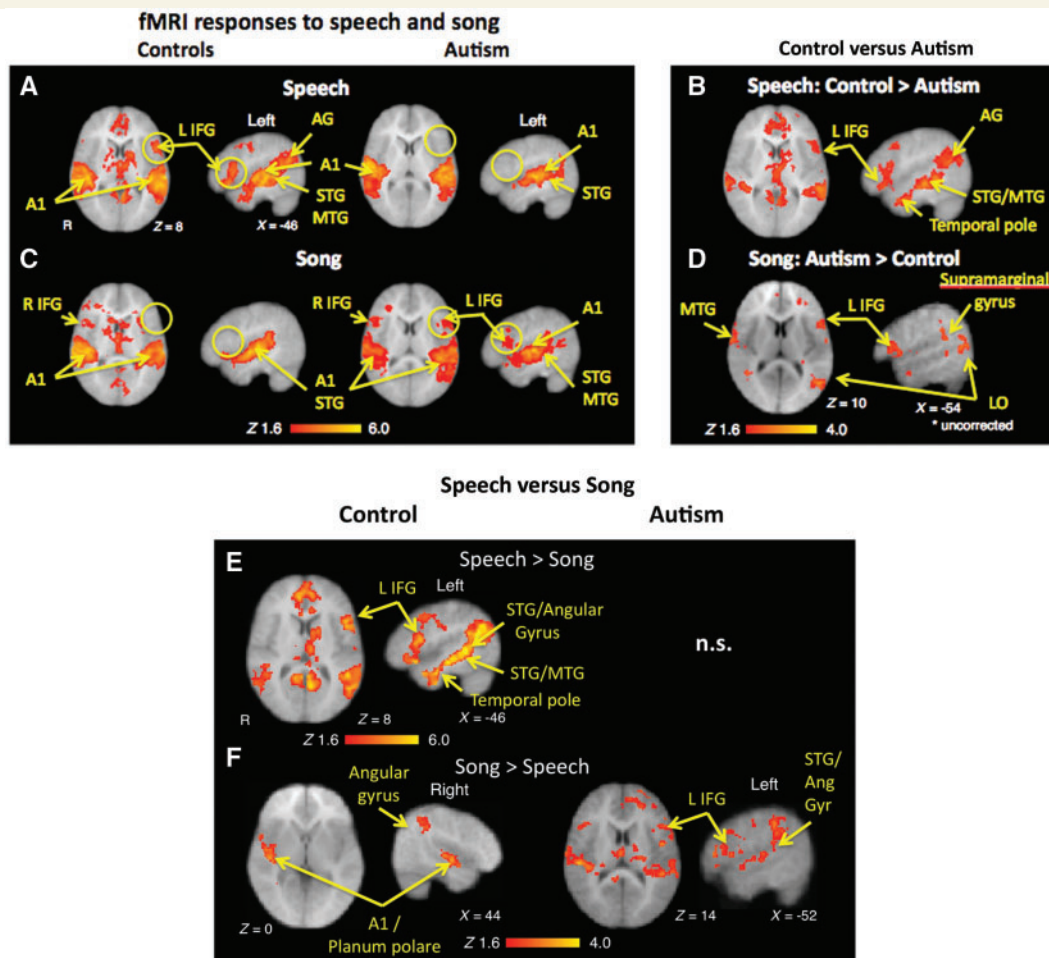 fMRI responses to speech and song
Controls
Autism
A
Speech
L IFG
Left
AG
A1
STG
MTG
A1
R
Z = 8
X = -46
Left
A1
STG
C
Song
R IFG
A1
A1
STG
R IFG
L IFG
A1
STG
MTG
Z 1.6
6.0
Control versus Autism
B
Speech: Control > Autism
L IFG
AG
STG/MTG
Temporal pole
D
Song: Autism > Control
Supramarginal
gyrus
MTG
L IFG
LO
Z = 10
X = -54
* uncorrected
Z 1.6
4.0
Speech versus Song
Control
Autism
E
Speech > Song
L IFG
Left
STG/Angular
Gyrus
STG/MTG
Temporal pole
R
Z = 8
X = -46
Z 1.6
6.0
n.s.
F
Song > Speech
Angular
gyrus
Right
A1 /
Planum polare
Z = 0
X = 44
L IFG
Left
STG/
Ang
Gyr
Z = 14
X = -52
Z 1.6
4.0